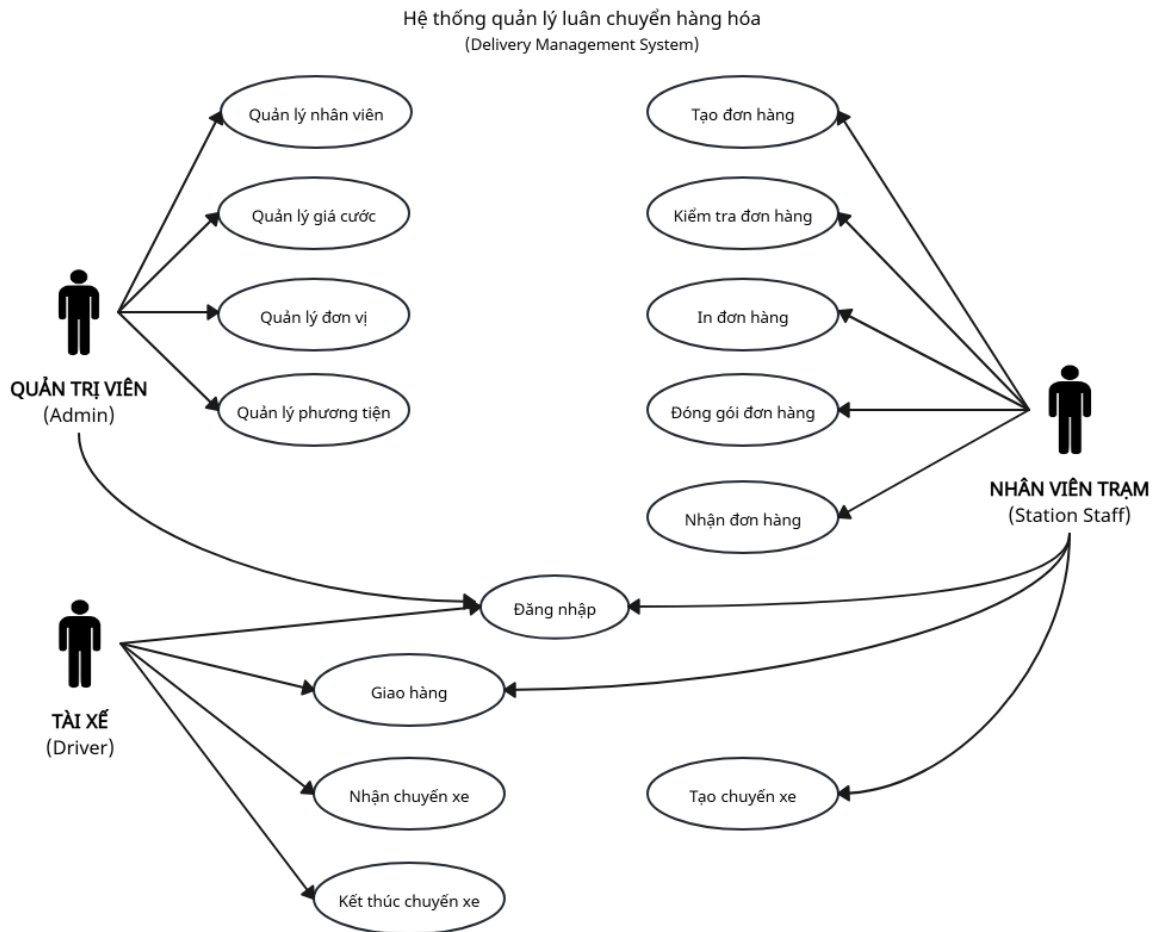 Hệ thống quản lý luân chuyển hàng hóa
(Delivery Management System)
Quản lý nhân viên
Quản lý giá cước
Quản lý đơn vị
Quản lý phương tiện
QUẢN TRỊ VIÊN
(Admin)
Tạo đơn hàng
Kiểm tra đơn hàng
In đơn hàng
Đóng gói đơn hàng
Nhận đơn hàng
NHÂN VIÊN TRẠM
(Station Staff)
Đăng nhập
Giao hàng
TÀI XẾ
(Driver)
Nhận chuyến xe
Tạo chuyến xe
Kết thúc chuyến xe